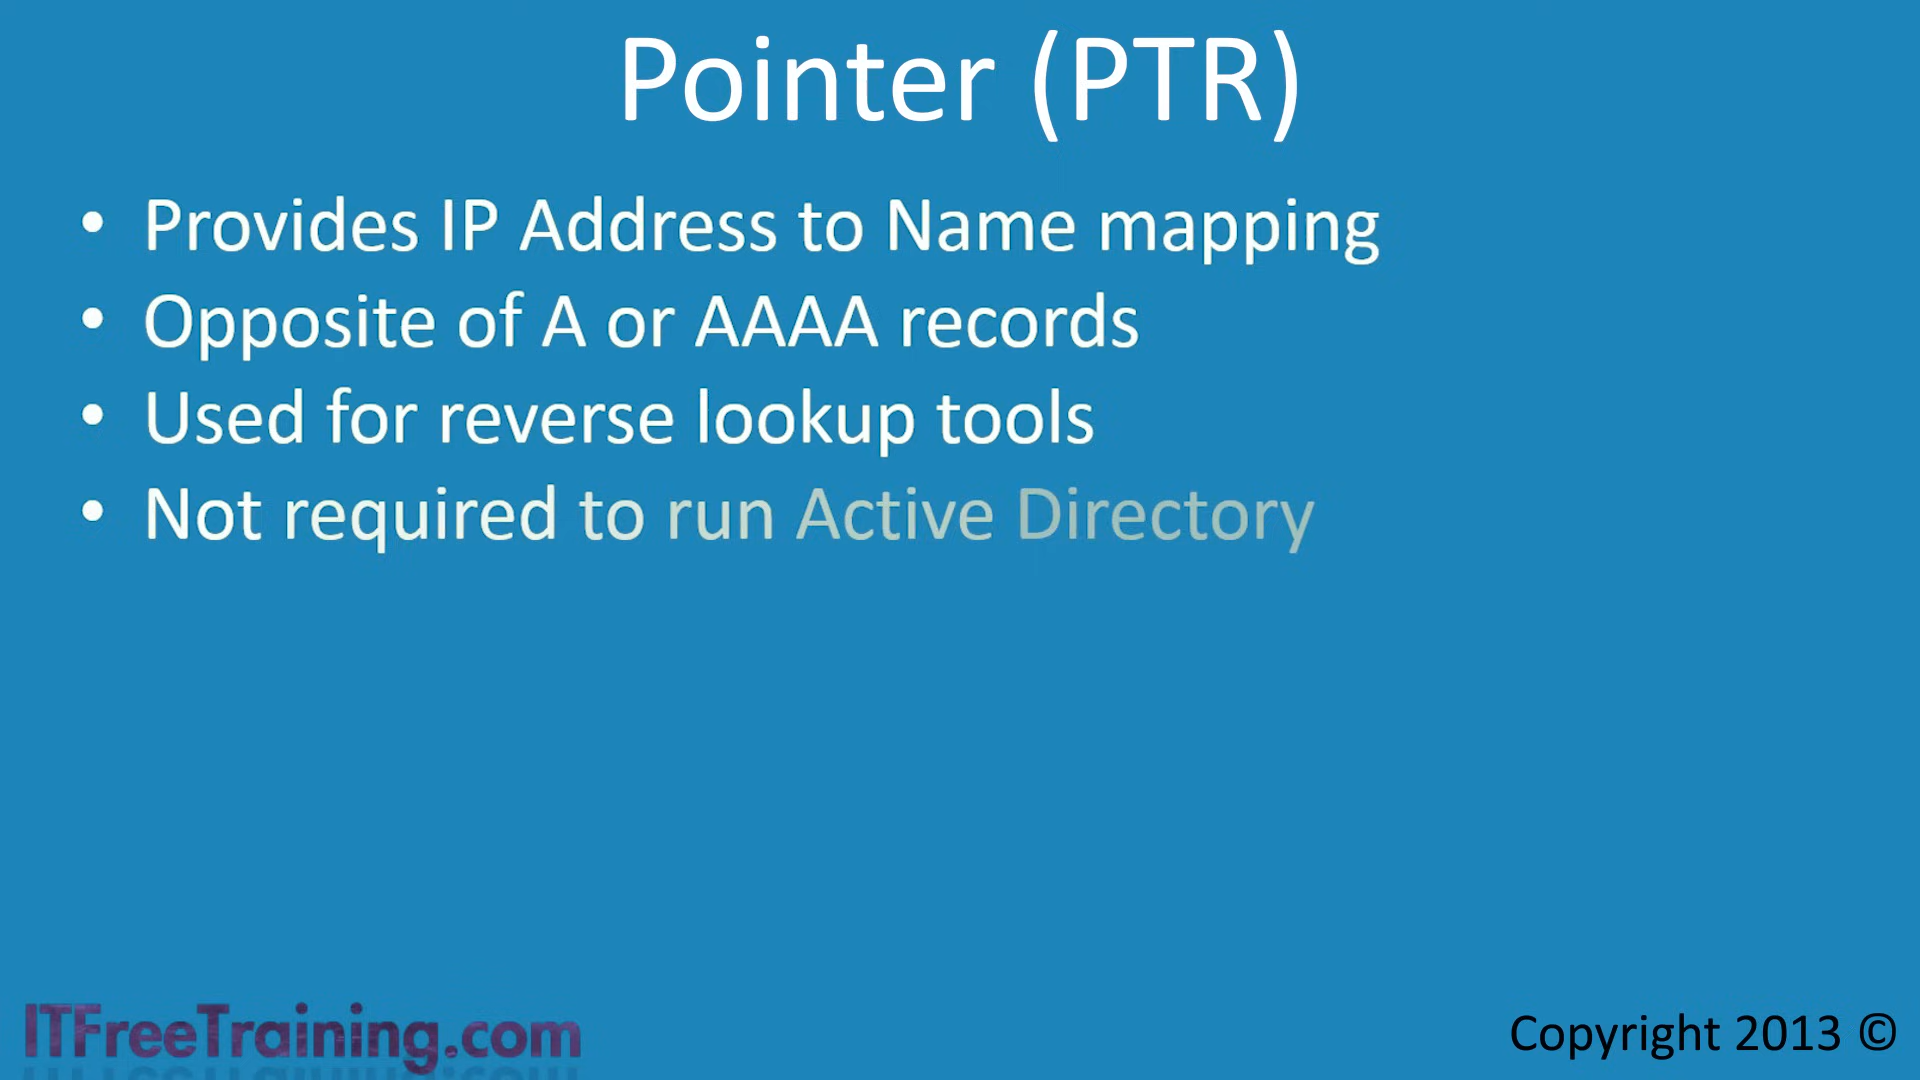 Pointer (PTR)
• Provides IP Address to Name mapping
• Opposite of A or AAAA records
• Used for reverse lookup tools
• Not required to run Active Directory
ITFreeTraining.com
Copyright 2013 ©